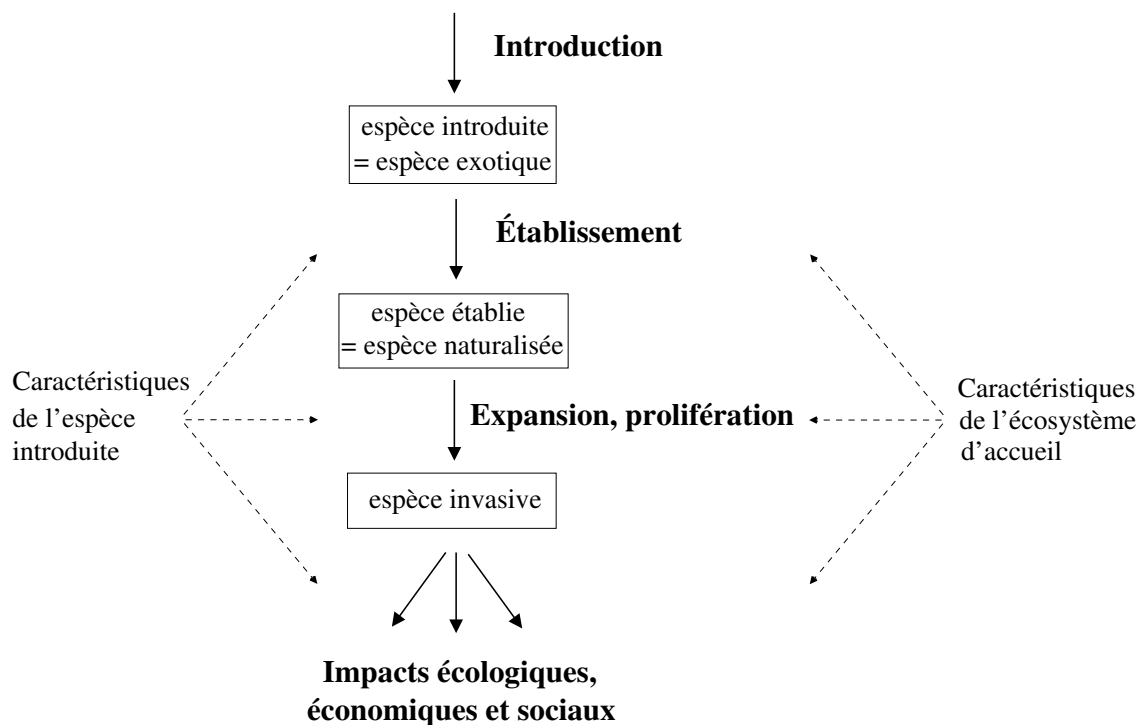 Introduction
espèce introduite
= espèce exotique
Établissement
espèce établie
= espèce naturalisée
Caractéristiques
de l’espèce
introduite
Expansion, prolifération
Caractéristiques
de l’écosystème
d’accueil
espèce invasive
Impacts écologiques,
économiques et sociaux